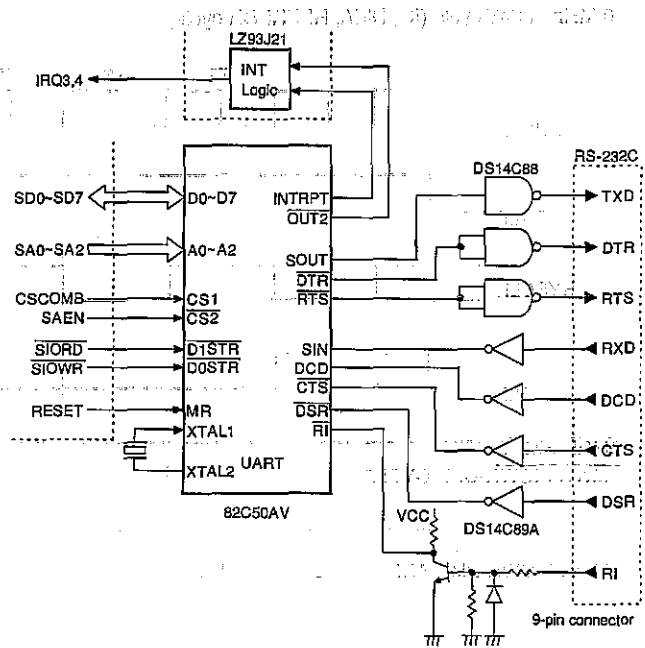 LZ93J21
INT
Logic
IRQ3,4
DS14C88
RS-232C
SD0~SD7
D0~D7
INTRPT
OUT2
TXD
SA0~SA2
A0~A2
SOUT
DTR
DTR
CSCOMB
CS1
RTS
RTS
SAEN
CS2
SIORD
D1STR
SIN
RXD
SIOWR
D0STR
DCD
CTS
DCD
RESET
MR
DSR
XTAL1
RI
CTS
XTAL2
UART
VCC
DSR
82C50AV
DS14C89A
RI
9-pin connector